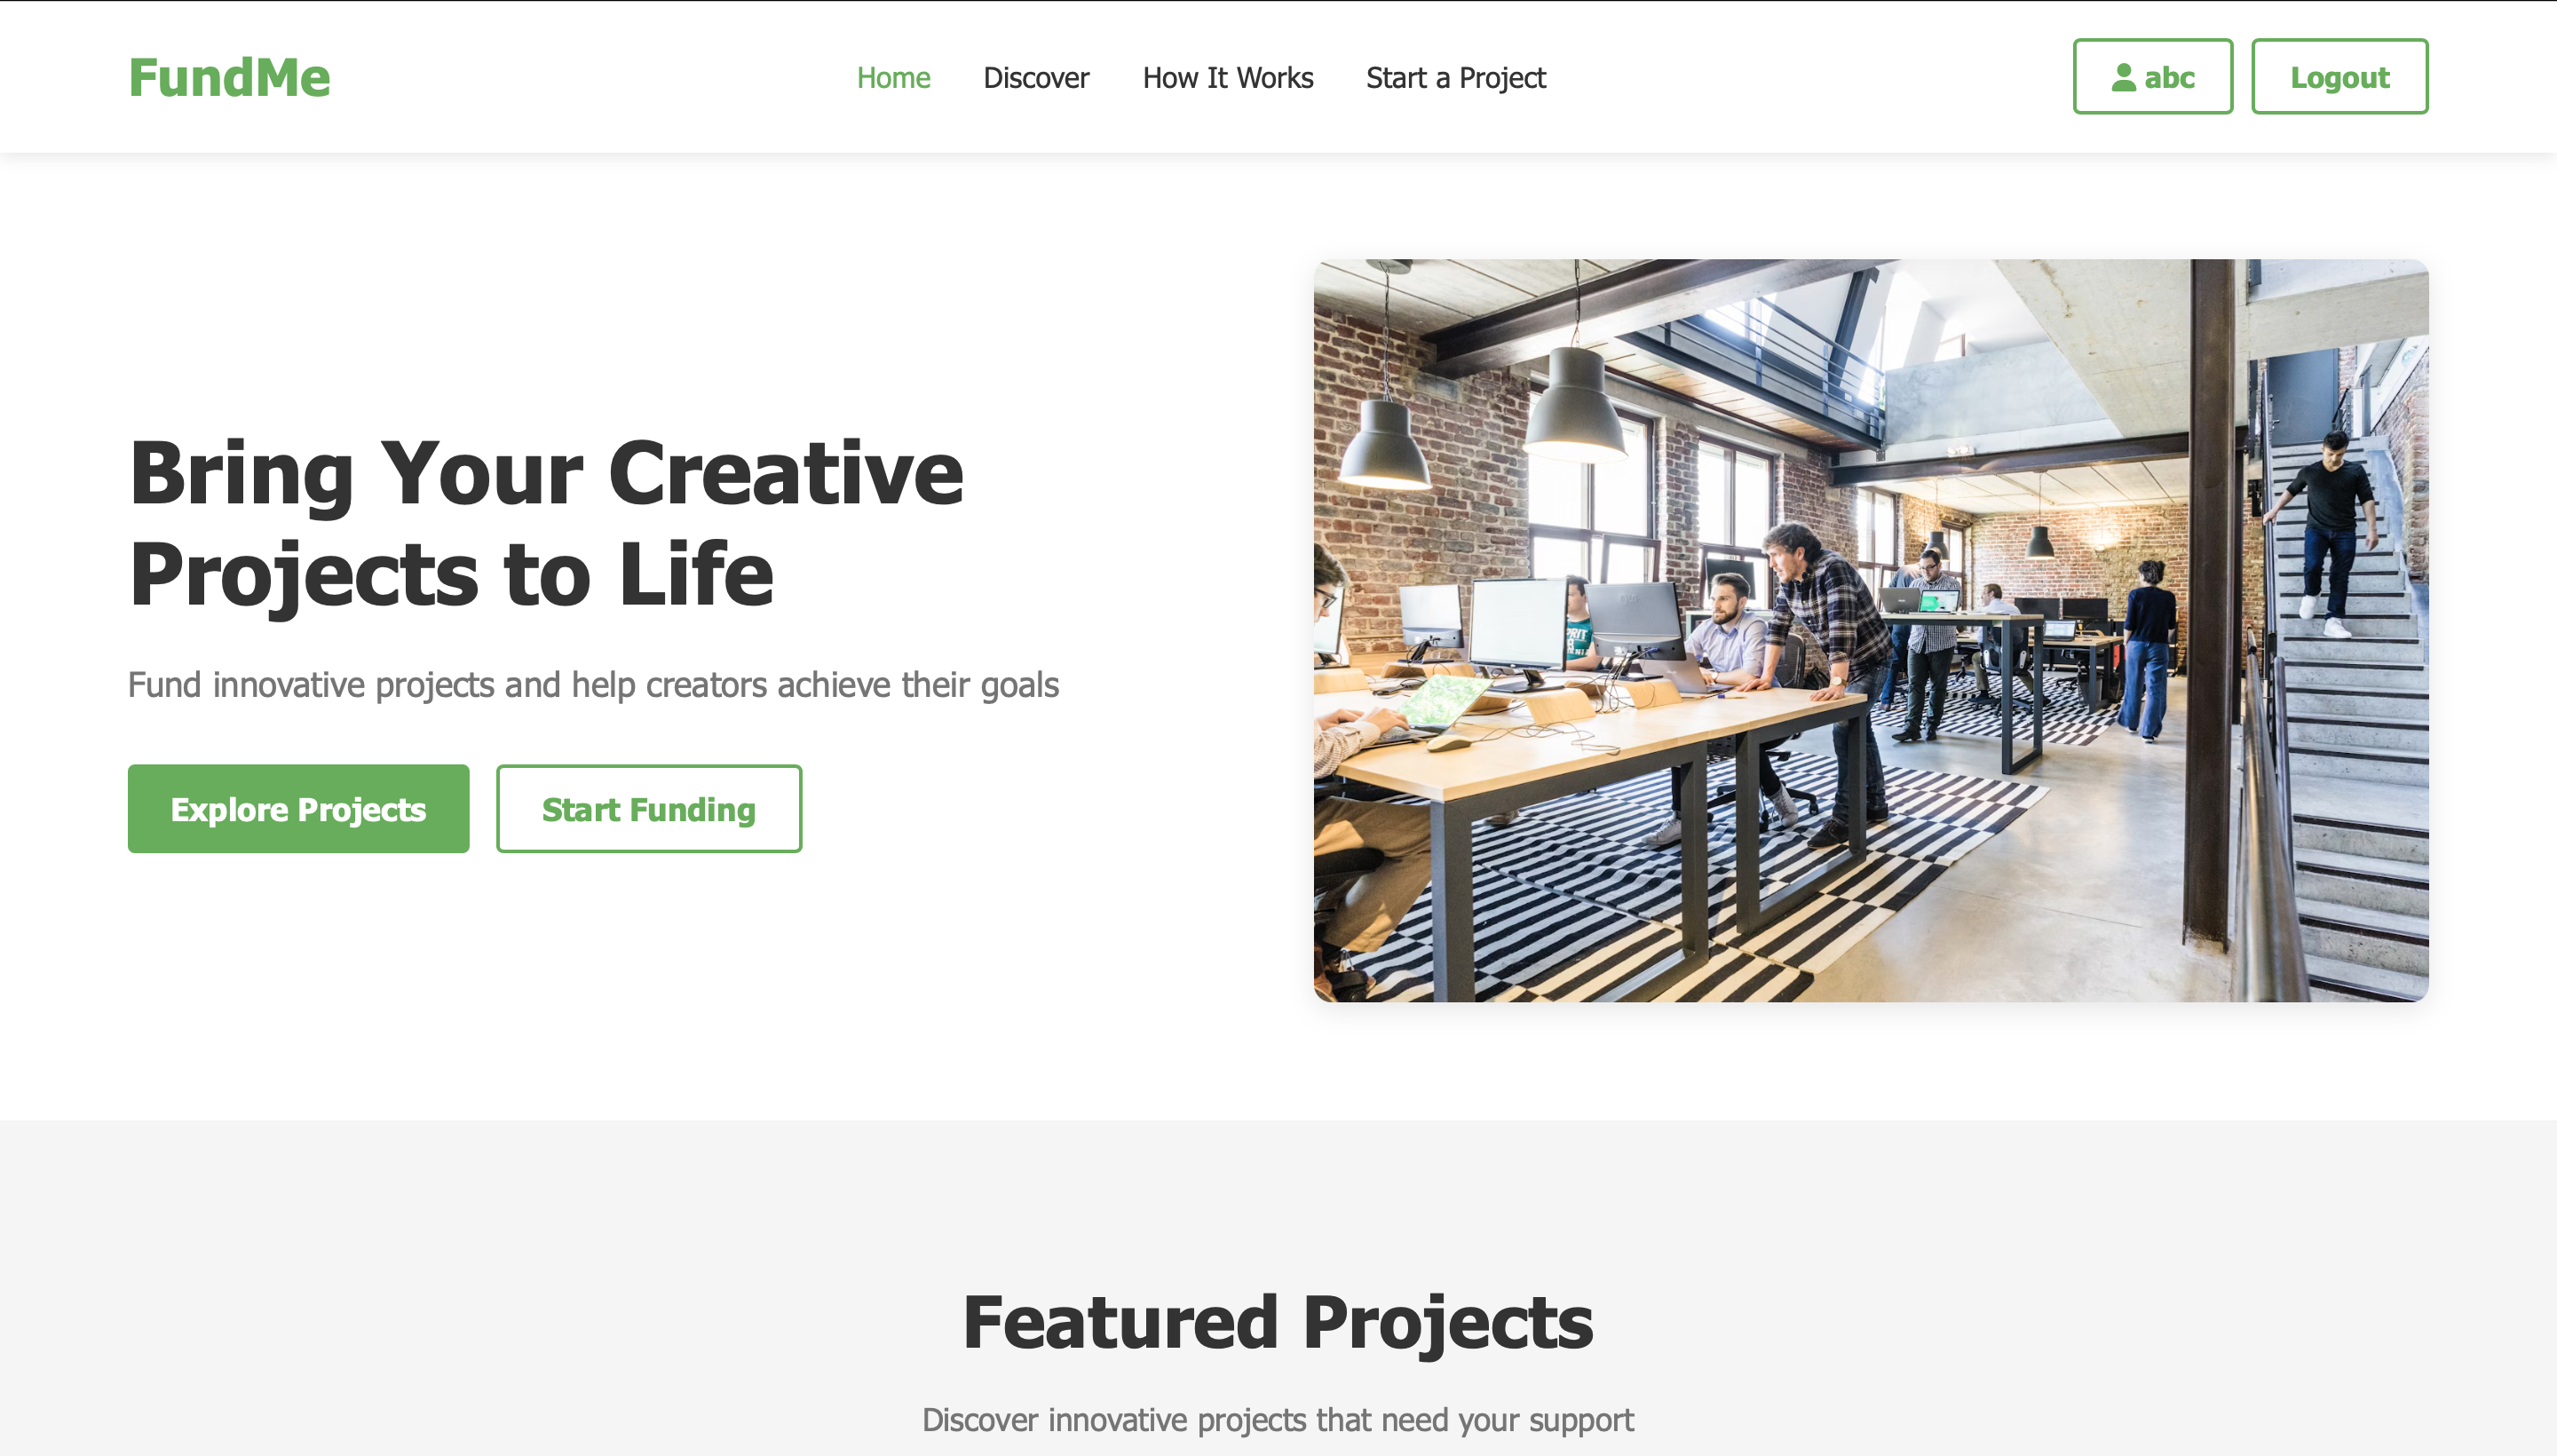 FundMe
Home
Discover
How It Works
Start a Project
abc
Logout
Bring Your Creative
Projects to Life
Fund innovative projects and help creators achieve their goals
Explore Projects
Start Funding
Featured Projects
Discover innovative projects that need your support